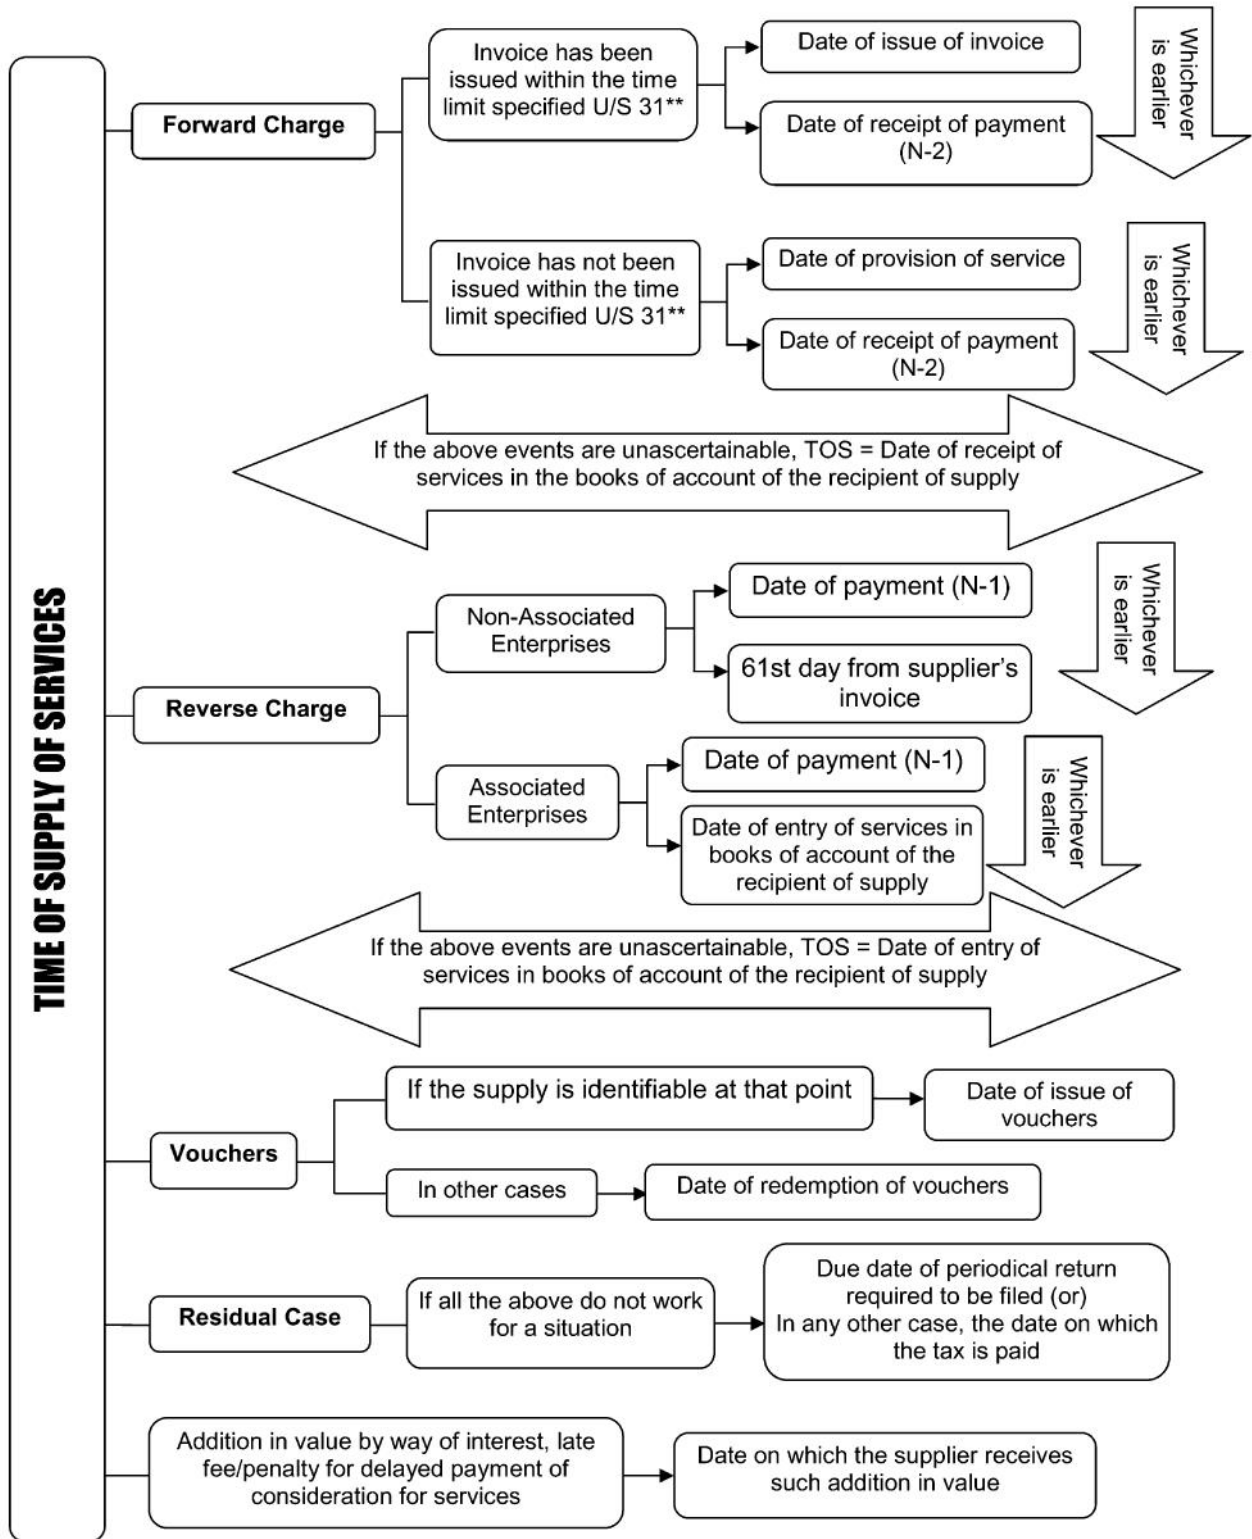 TIME OF SUPPLY OF SERVICES
Forward Charge
Invoice has been
issued within the time
limit specified U/S 31**
Date of issue of invoice
Date of receipt of payment
(N-2)
Whichever
is earlier
Invoice has not been
issued within the time
limit specified U/S 31**
Date of provision of service
Date of receipt of payment
(N-2)
Whichever
is earlier
If the above events are unascertainable, TOS = Date of receipt of
services in the books of account of the recipient of supply
Reverse Charge
Non-Associated
Enterprises
Date of payment (N-1)
61st day from supplier's
invoice
Whichever
is earlier
Associated
Enterprises
Date of payment (N-1)
Date of entry of services in
books of account of the
recipient of supply
Whichever
is earlier
If the above events are unascertainable, TOS = Date of entry of
services in books of account of the recipient of supply
Vouchers
If the supply is identifiable at that point
Date of issue of
vouchers
In other cases
Date of redemption of vouchers
Residual Case
If all the above do not work
for a situation
Due date of periodical return
required to be filed (or)
In any other case, the date on which
the tax is paid
Addition in value by way of interest, late
fee/penalty for delayed payment of
consideration for services
Date on which the supplier receives
such addition in value